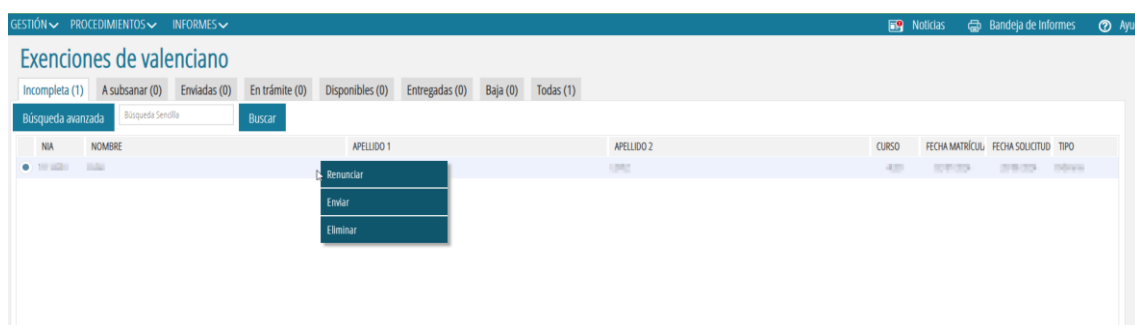 GESTIÓN PROCEDIMIENTOS INFORMES Noticias Bandeja de Informes Ayu
Exenciones de valenciano
Incompleta (1) A subsanar (0) Enviadas (0) En trámite (0) Disponibles (0) Entregadas (0) Baja (0) Todas (1)
Búsqueda avanzada Búsqueda Sencilla Buscar
NIA NOMBRE APELLIDO 1 APELLIDO 2 CURSO FECHA MATRÍCUL FECHA SOLICITUD TIPO
Renunciar
Enviar
Eliminar